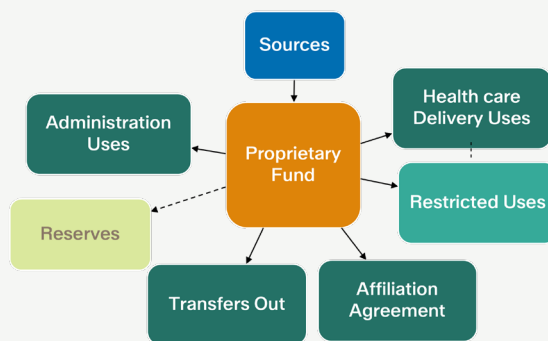 Sources
Health care
Delivery Uses
Administration
Uses
Proprietary
Fund
Restricted Uses
Reserves
Transfers Out
Affiliation
Agreement